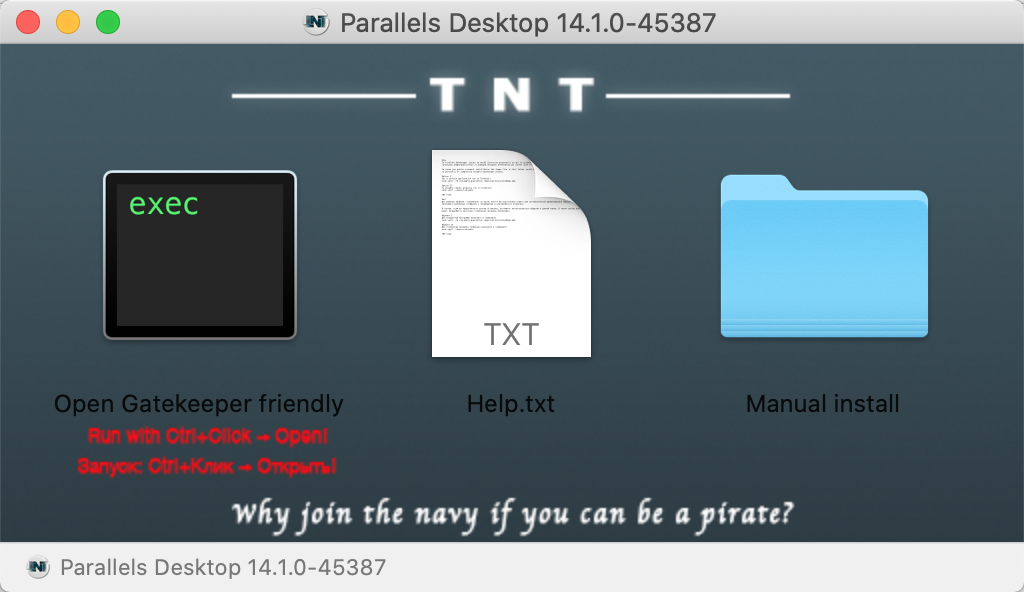 Parallels Desktop 14.1.0-45387
TNT
exec
TXT
Open Gatekeeper friendly
Help.txt
Manual install
Run with Ctrl+Click → Open!
Запуск: Ctrl+Клик → Открыть!
Why join the navy if you can be a pirate?
Parallels Desktop 14.1.0-45387